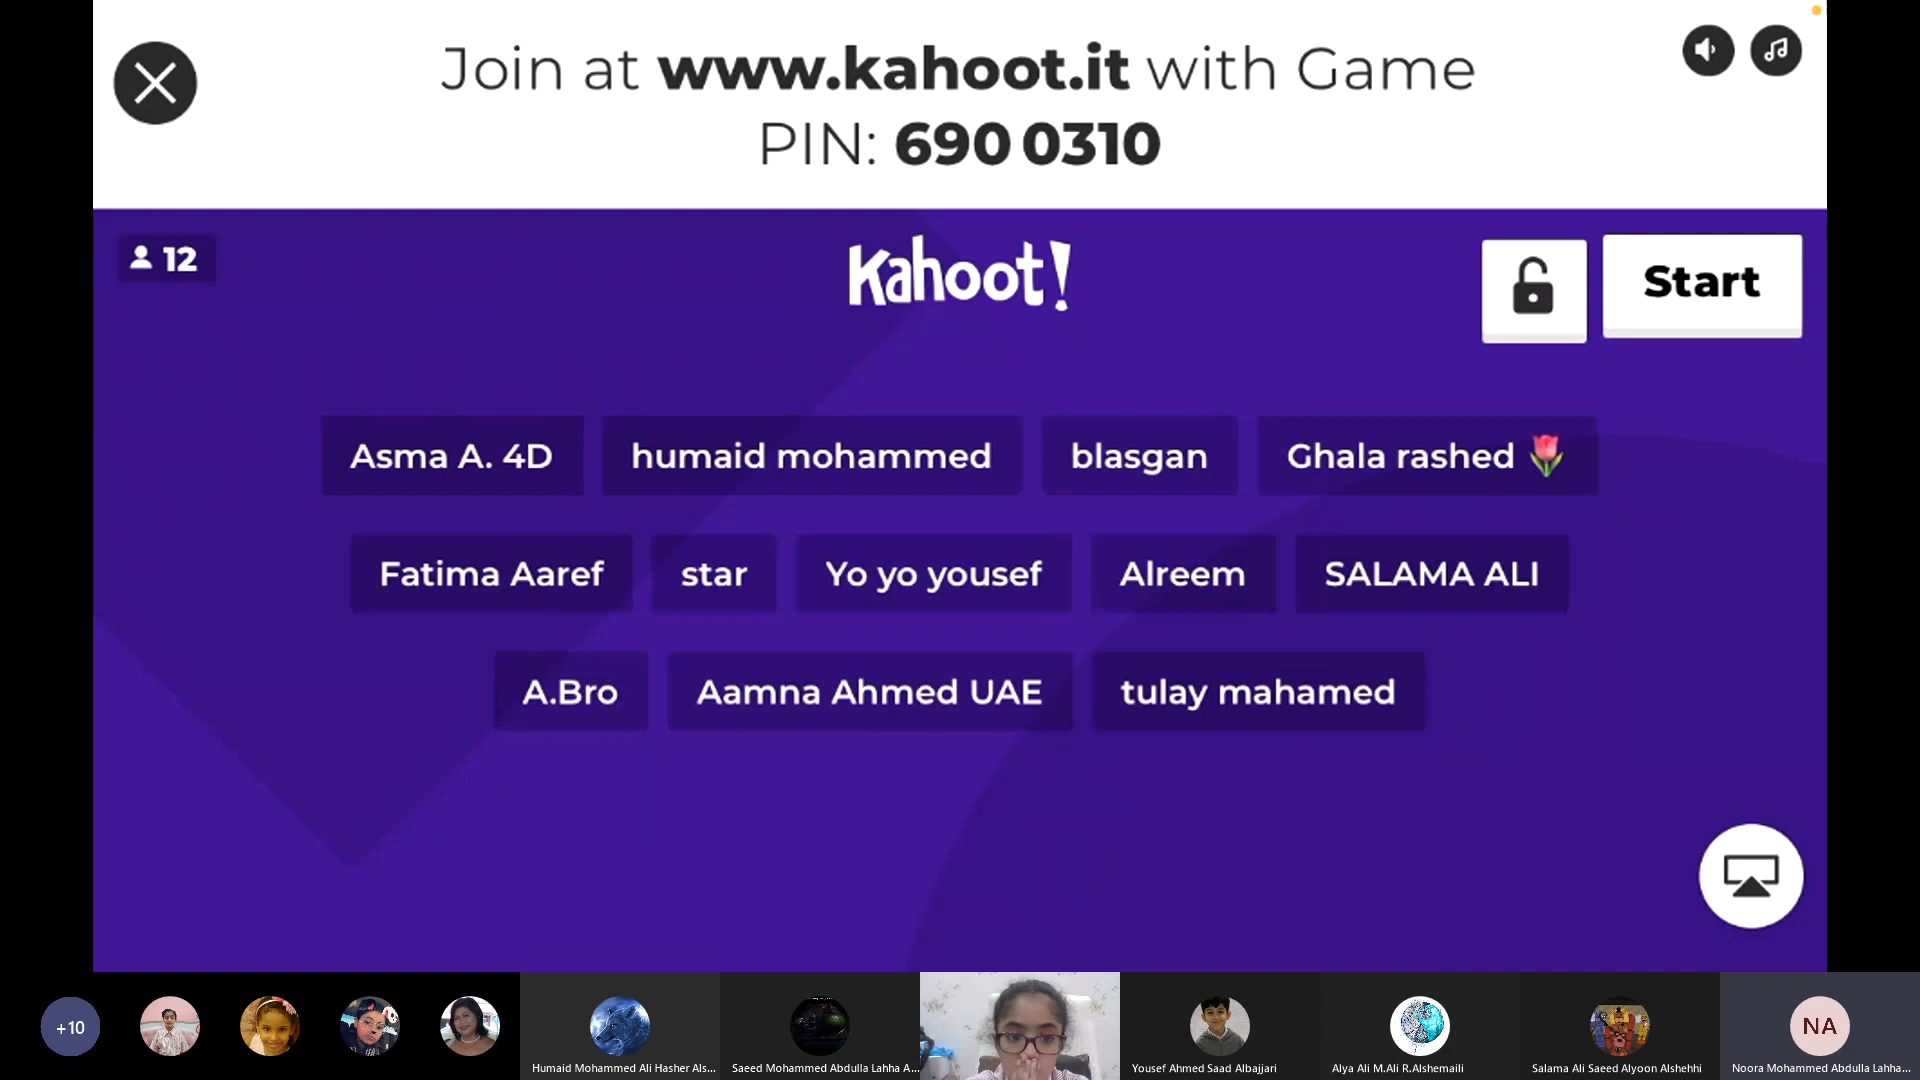 Join at www.kahoot.it with Game
PIN: 690 0310
12
Kahoot!
Start
Asma A. 4D
humaid mohammed
blasgan
Ghala rashed 🌷
Fatima Aaref
star
Yo yo yousef
Alreem
SALAMA ALI
A.Bro
Aamna Ahmed UAE
tulay mahamed
+10
Humaid Mohammed Ali Hasher Als...
Saeed Mohammed Abdulla Lahha A...
Yousef Ahmed Saad Albajjari
Alya Ali M.Ali R.Alshemaili
Salama Ali Saeed Alyoon Alshehhi
NA
Noora Mohammed Abdulla Lahha...